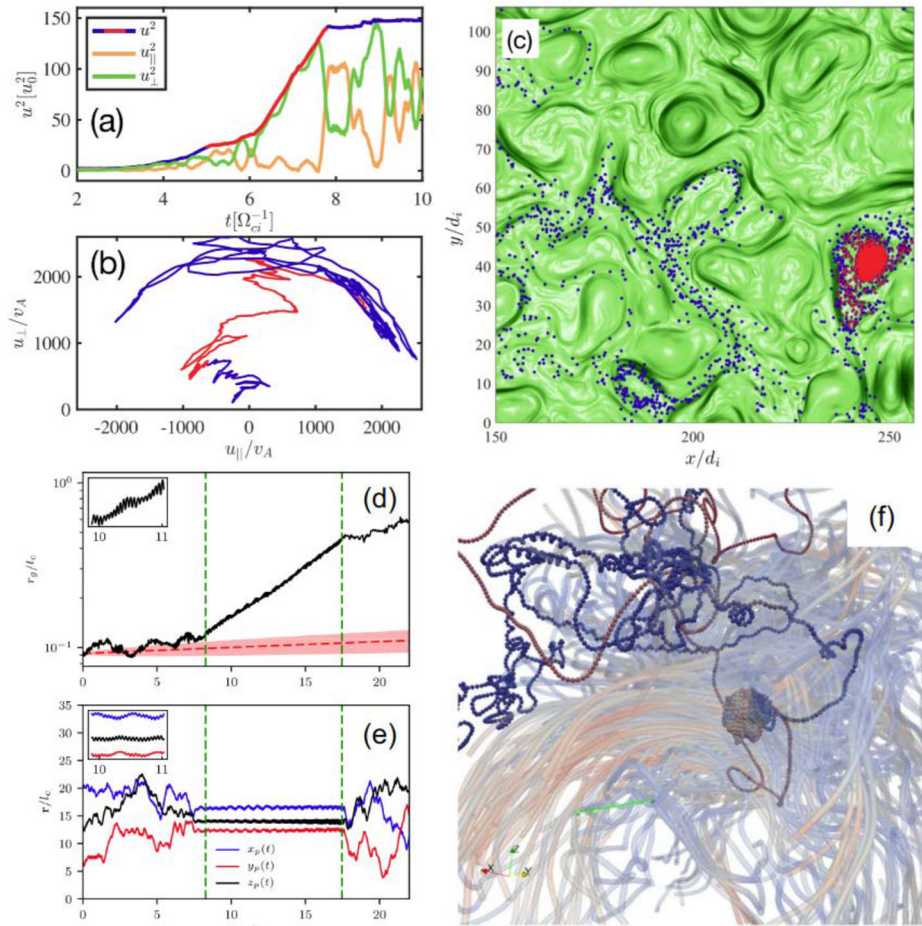 (a)
u²
u²∥
u²⊥
150
100
50
0
u²[u₀²]
2
4
6
8
10
t[Ω_ci⁻¹]
(b)
2000
1000
0
u⊥/v_A
-2000
-1000
0
1000
2000
u∥/v_A
(c)
100
90
80
70
60
50
40
30
20
10
0
y/d_i
150
200
250
x/d_i
(d)
10⁰
10⁻¹
r_g/l_c
10
11
0
5
10
15
20
(e)
35
30
25
20
15
10
5
0
r/l_c
10
11
x_p(t)
y_p(t)
z_p(t)
0
5
10
15
20
(f)
X
Z
Y